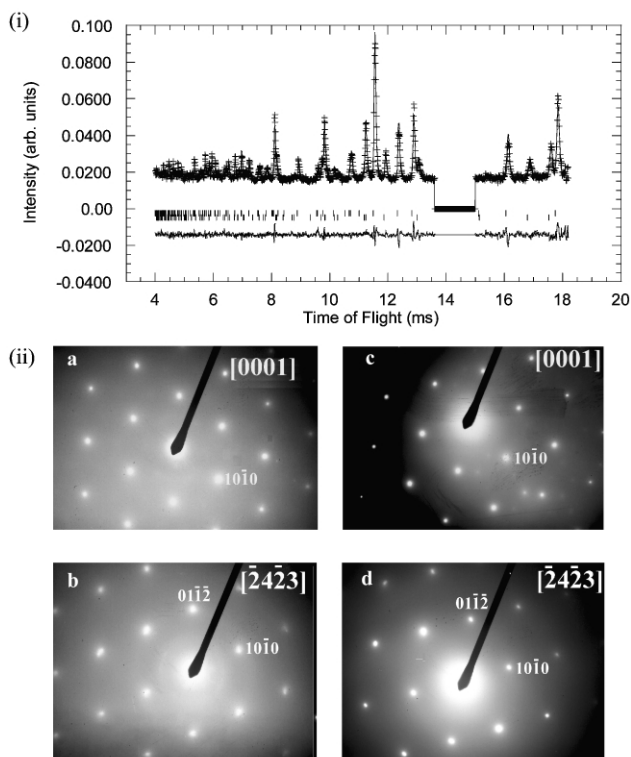 (i)
0.100
0.0800
0.0600
0.0400
0.0200
0.00
-0.0200
-0.0400
Intensity (arb. units)
4 6 8 10 12 14 16 18 20
Time of Flight (ms)
(ii)
a [0001]
101̄0
c [0001]
101̄0
b [2̄42̄3]
011̄2̄
101̄0
d [2̄42̄3]
011̄2̄
101̄0